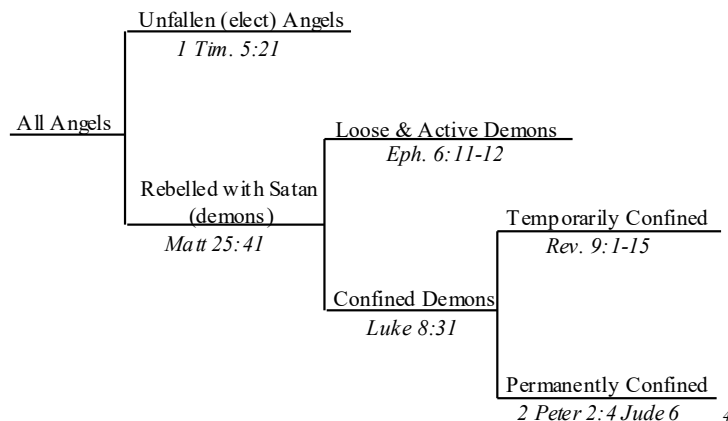 Unfallen (elect) Angels
1 Tim. 5:21
All Angels
Loose & Active Demons
Eph. 6:11-12
Rebelled with Satan
(demons)
Matt 25:41
Temporarily Confined
Rev. 9:1-15
Confined Demons
Luke 8:31
Permanently Confined
2 Peter 2:4 Jude 6